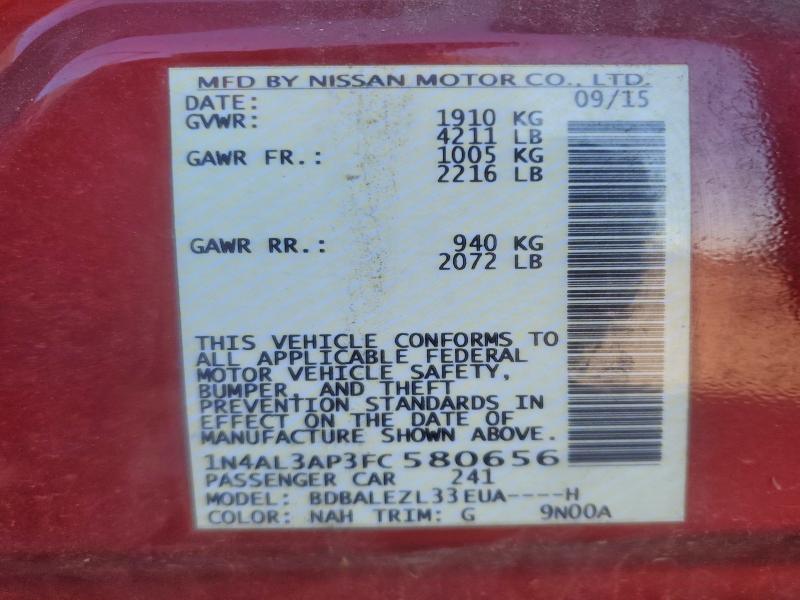 MFD BY NISSAN MOTOR CO., LTD.
DATE: 09/15
GVWR: 1910 KG
4211 LB
GAWR FR.: 1005 KG
2216 LB
GAWR RR.: 940 KG
2072 LB
THIS VEHICLE CONFORMS TO
ALL APPLICABLE FEDERAL
MOTOR VEHICLE SAFETY,
BUMPER, AND THEFT
PREVENTION STANDARDS IN
EFFECT ON THE DATE OF
MANUFACTURE SHOWN ABOVE.
1N4AL3AP3FC 580656
PASSENGER CAR 241
MODEL: BDBALEZL33EUA----H
COLOR: NAH TRIM: G 9N00A